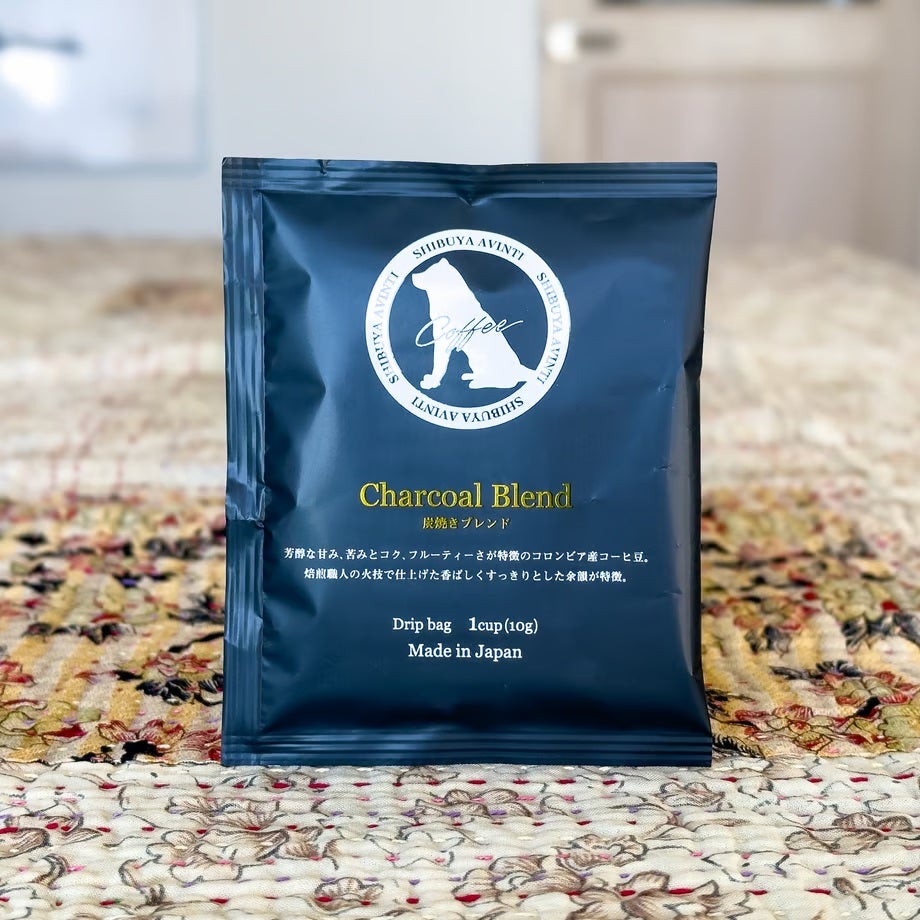 SHIBUYA AVINTI
SHIBUYA AVINTI
SHIBUYA AVINTI
SHIBUYA AVINTI
Coffee
Charcoal Blend
炭焼きブレンド
芳醇な甘み、苦みとコク、フルーティーさが特徴のコロンビア産コーヒ豆。
焙煎職人の火技で仕上げた香ばしくすっきりとした余韻が特徴。
Drip bag 1cup (10g)
Made in Japan